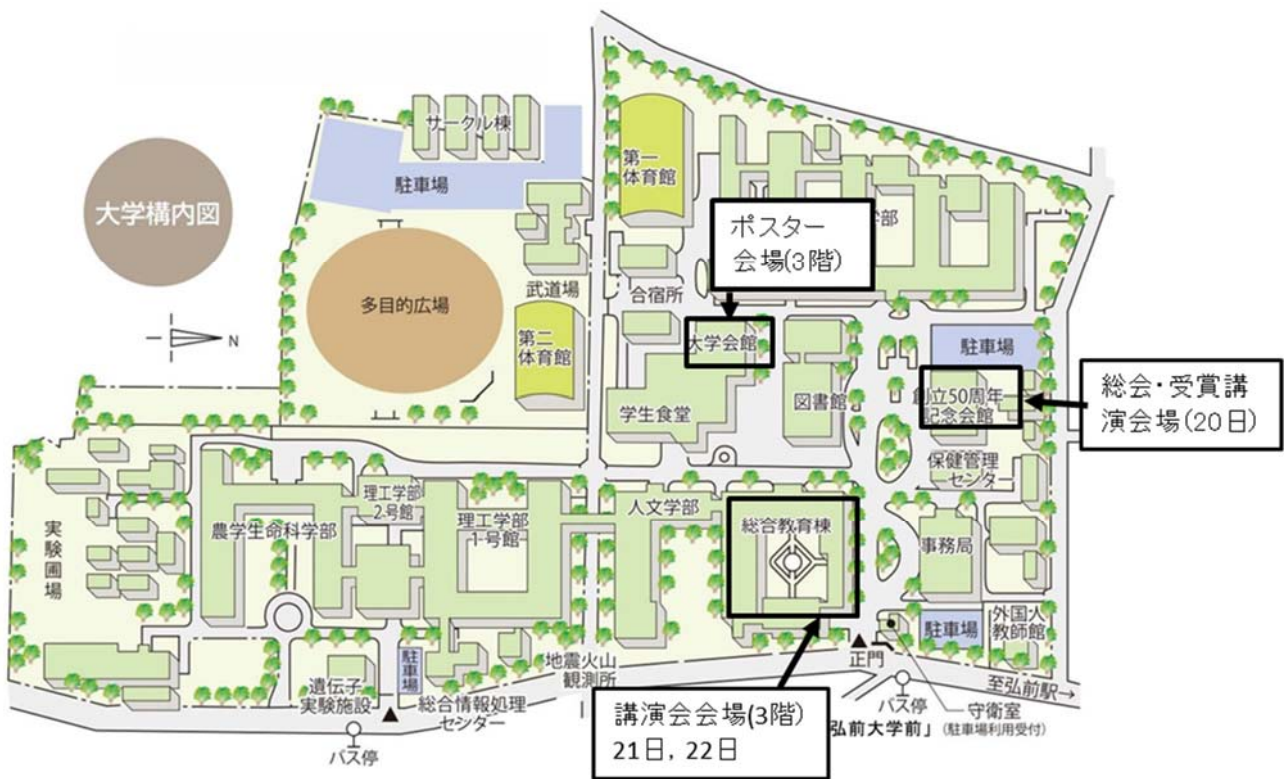 サークル棟
大学構内図
駐車場
第一
体育館
学部
ポスター
会場(3階)
N
多目的広場
武道場
合宿所
第二
体育館
大学会館
駐車場
学生食堂
図書館
創立50周年
記念会館
総会・受賞講
演会場(20日)
保健管理
センター
実験圃場
農学生命科学部
理工学部
2号館
理工学部
1号館
人文学部
総合教育棟
事務局
外国人
教師館
駐車場
正門
地震火山
観測所
遺伝子
実験施設
駐車場
総合情報処理
センター
バス停
講演会会場(3階)
21日, 22日
至弘前駅→
バス停
弘前大学前」
守衛室
(駐車場利用受付)